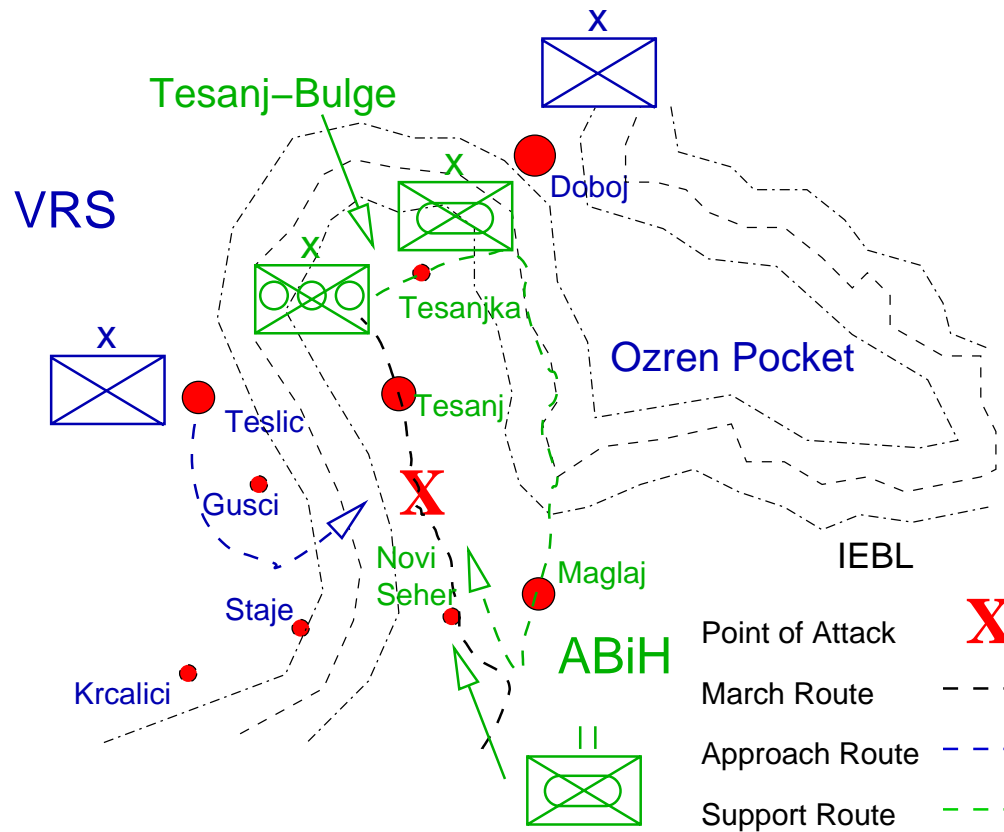 x
Tesanj−Bulge
x
Doboj
VRS
x
x
Tesanjka
Ozren Pocket
x
Tesanj
Teslic
Gusci
X
IEBL
Novi
Seher
Maglaj
Staje
ABiH
Point of Attack X
Krcalici
March Route
II
Approach Route
Support Route